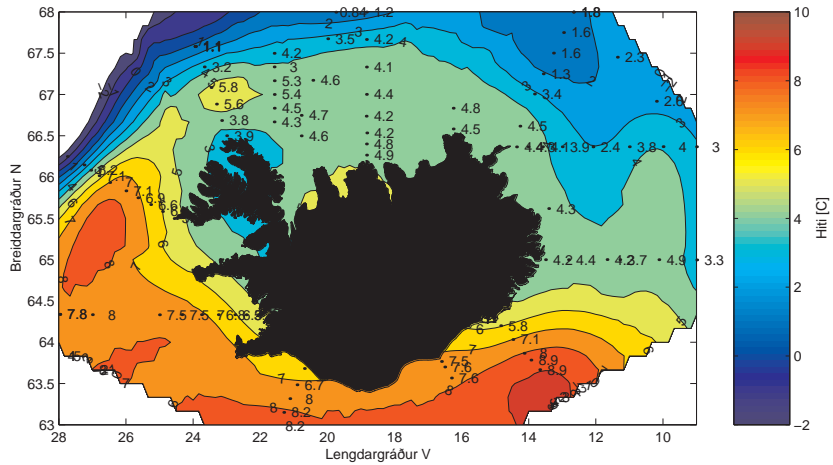 68
67.5
67
66.5
66
65.5
65
64.5
64
63.5
63
Breiddargráður N
28 26 24 22 20 18 16 14 12 10
Lengdargráður V
10
8
6
4
2
0
−2
Hiti [C]
0.84 1.2 1.8
3.5 4.2 1.6
1.1 4.2 1.6 2.3
3.2 3 4.1 1.3
5.8 5.3 4.6 3.4 2.6
5.4 4.4
5.6 4.5 4.7 4.2 4.8
3.8 4.3 4.5 4.6
3.9 4.6 4.2
4.8 3.9 2.4 3.8 4 3
4.9
7.1
7.1
6.9
6.6
4.3
4.2 4.4 3.7 4.9 3.3
7.8 8 7.5 7.5 6.8
5.8
7.1
7.5 8
7.6 8.9
6.7 7.6 8.9
8
8.2
8.2